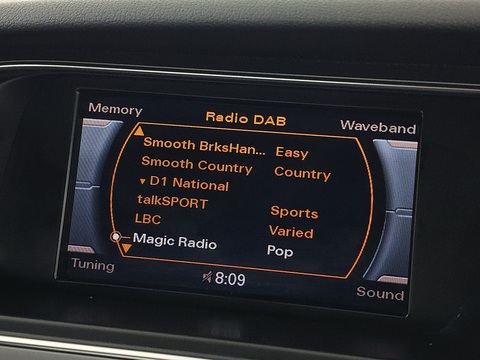 Memory
Radio DAB
Waveband
Smooth BrksHan... Easy
Smooth Country Country
▾ D1 National
talkSPORT Sports
LBC Varied
Magic Radio Pop
Tuning
8:09
Sound